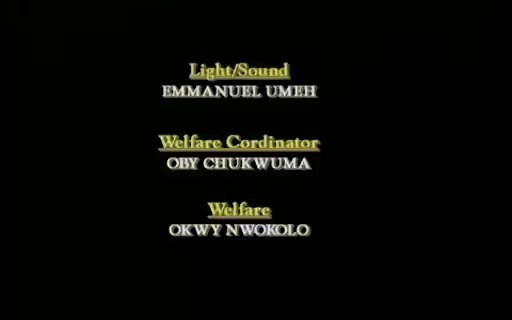 Light/Sound
EMMANUEL UMEH
Welfare Cordinator
OBY CHUKWUMA
Welfare
OKWY NWOKOLO